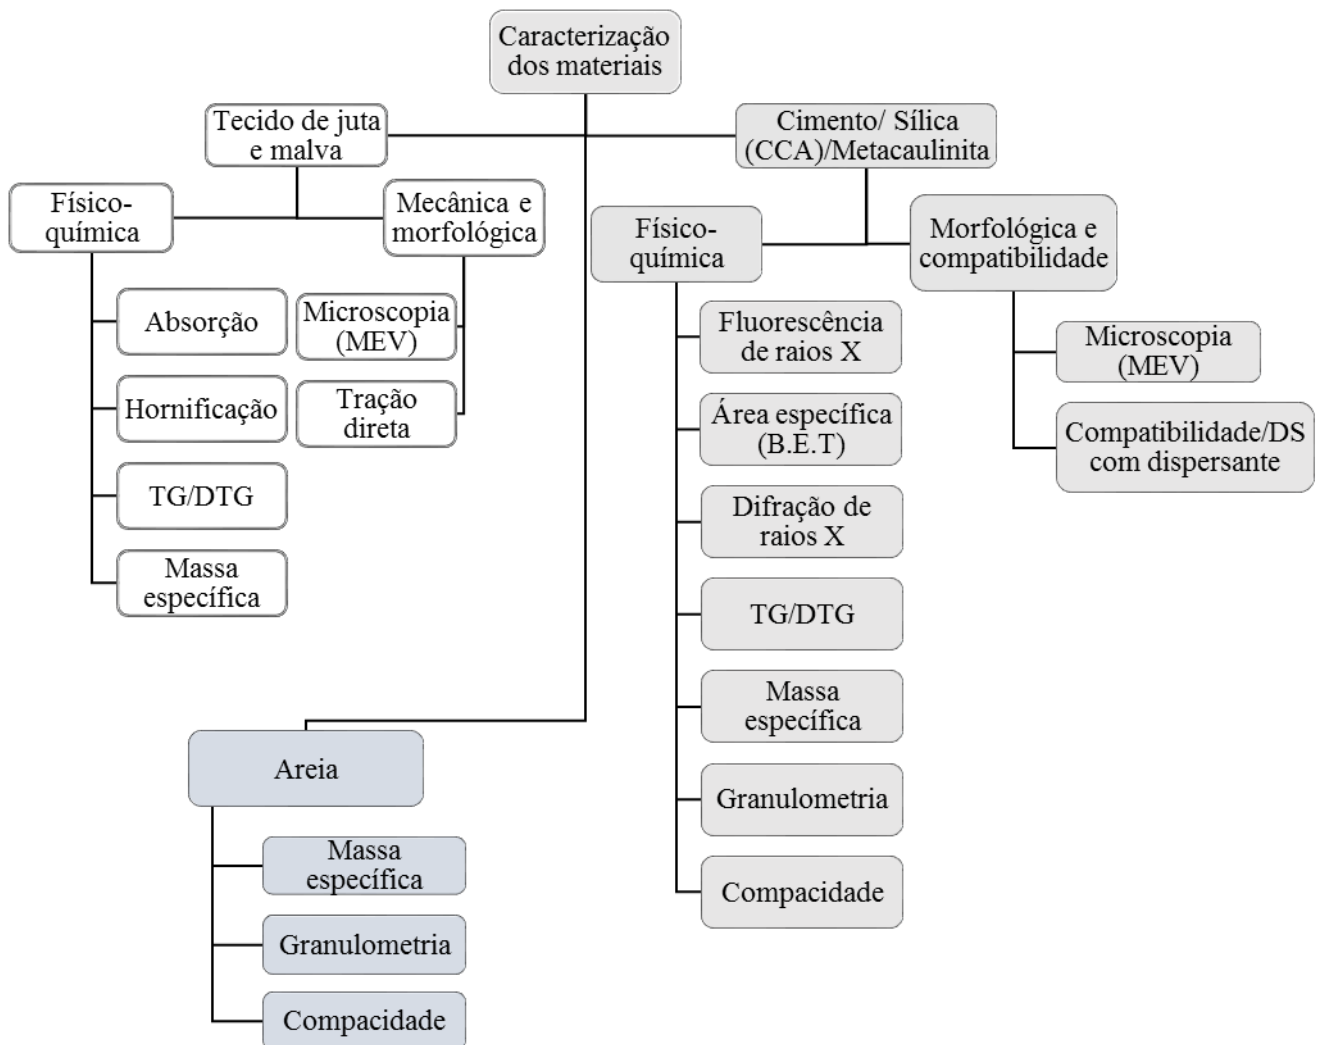 Caracterização
dos materiais
Tecido de juta
e malva
Cimento/ Sílica
(CCA)/Metacaulinita
Físico-
química
Mecânica e
morfológica
Absorção
Hornificação
TG/DTG
Massa
específica
Microscopia
(MEV)
Tração
direta
Físico-
química
Morfológica e
compatibilidade
Fluorescência
de raios X
Área específica
(B.E.T)
Difração de
raios X
TG/DTG
Massa
específica
Granulometria
Compacidade
Microscopia
(MEV)
Compatibilidade/DS
com dispersante
Areia
Massa
específica
Granulometria
Compacidade